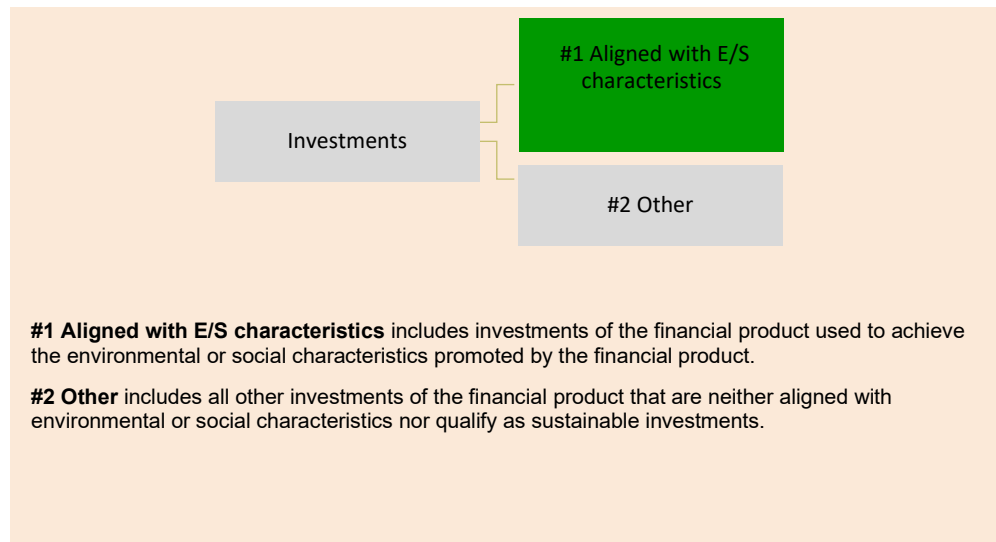 #1 Aligned with E/S
characteristics
Investments
#2 Other
#1 Aligned with E/S characteristics includes investments of the financial product used to achieve
the environmental or social characteristics promoted by the financial product.
#2 Other includes all other investments of the financial product that are neither aligned with
environmental or social characteristics nor qualify as sustainable investments.